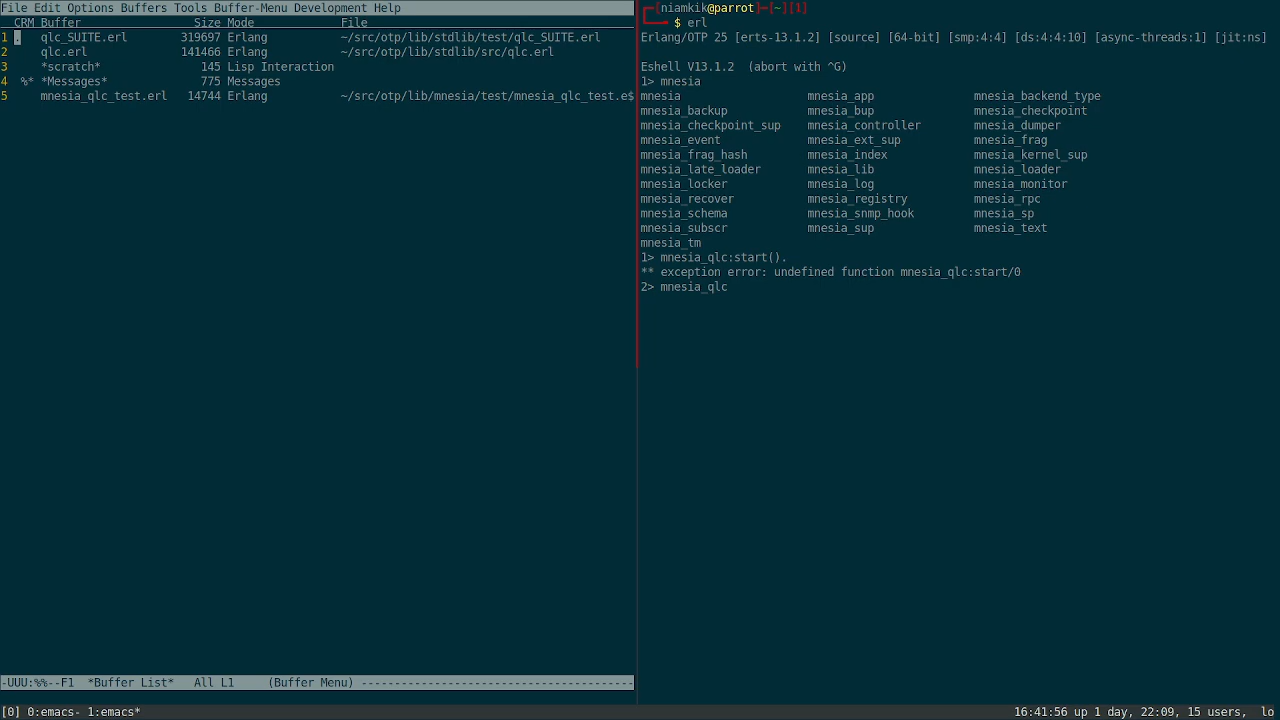 File Edit Options Buffers Tools Buffer-Menu Development Help
CRM Buffer Size Mode File
1 . qlc_SUITE.erl 319697 Erlang ~/src/otp/lib/stdlib/test/qlc_SUITE.erl
2 qlc.erl 141466 Erlang ~/src/otp/lib/stdlib/src/qlc.erl
3 *scratch* 145 Lisp Interaction
4 %* *Messages* 775 Messages
5 mnesia_qlc_test.erl 14744 Erlang ~/src/otp/lib/mnesia/test/mnesia_qlc_test.e$
-UUU:%%--F1 *Buffer List* All L1 (Buffer Menu) -------------------------------------
┌─[niamkik@parrot]─[~][1]
└──╼ $ erl
Erlang/OTP 25 [erts-13.1.2] [source] [64-bit] [smp:4:4] [ds:4:4:10] [async-threads:1] [jit:ns]
Eshell V13.1.2 (abort with ^G)
1> mnesia
mnesia mnesia_app mnesia_backend_type
mnesia_backup mnesia_bup mnesia_checkpoint
mnesia_checkpoint_sup mnesia_controller mnesia_dumper
mnesia_event mnesia_ext_sup mnesia_frag
mnesia_frag_hash mnesia_index mnesia_kernel_sup
mnesia_late_loader mnesia_lib mnesia_loader
mnesia_locker mnesia_log mnesia_monitor
mnesia_recover mnesia_registry mnesia_rpc
mnesia_schema mnesia_snmp_hook mnesia_sp
mnesia_subscr mnesia_sup mnesia_text
mnesia_tm
1> mnesia_qlc:start().
** exception error: undefined function mnesia_qlc:start/0
2> mnesia_qlc
[0] 0:emacs- 1:emacs* 16:41:56 up 1 day, 22:09, 15 users, lo